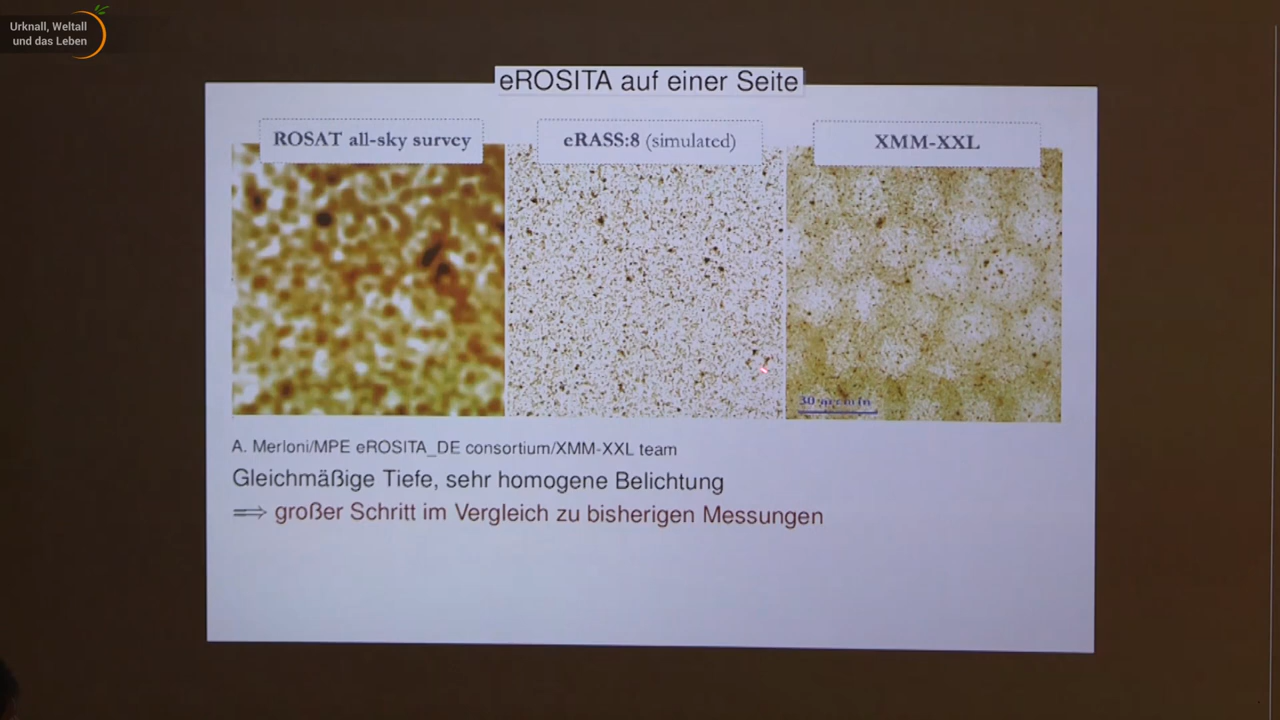 Urknall, Weltall
und das Leben
eROSITA auf einer Seite
ROSAT all-sky survey
eRASS:8 (simulated)
XMM-XXL
30 arcmin
A. Merloni/MPE eROSITA_DE consortium/XMM-XXL team
Gleichmäßige Tiefe, sehr homogene Belichtung
⟹ großer Schritt im Vergleich zu bisherigen Messungen